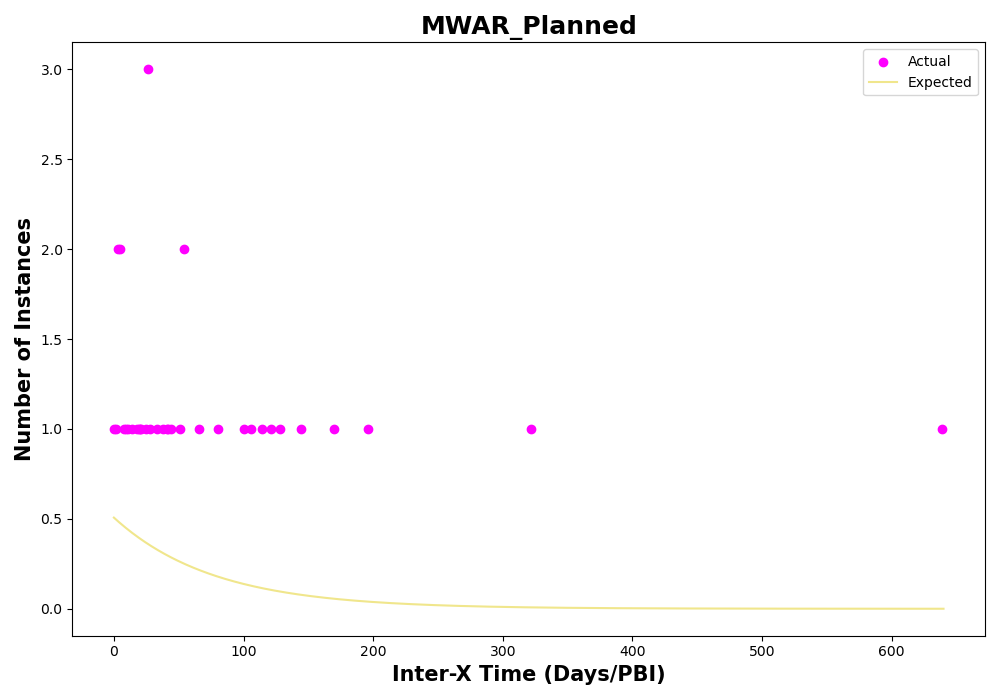 MWAR_Planned
Actual
Expected
Number of Instances
3.0
2.5
2.0
1.5
1.0
0.5
0.0
0 100 200 300 400 500 600
Inter-X Time (Days/PBI)